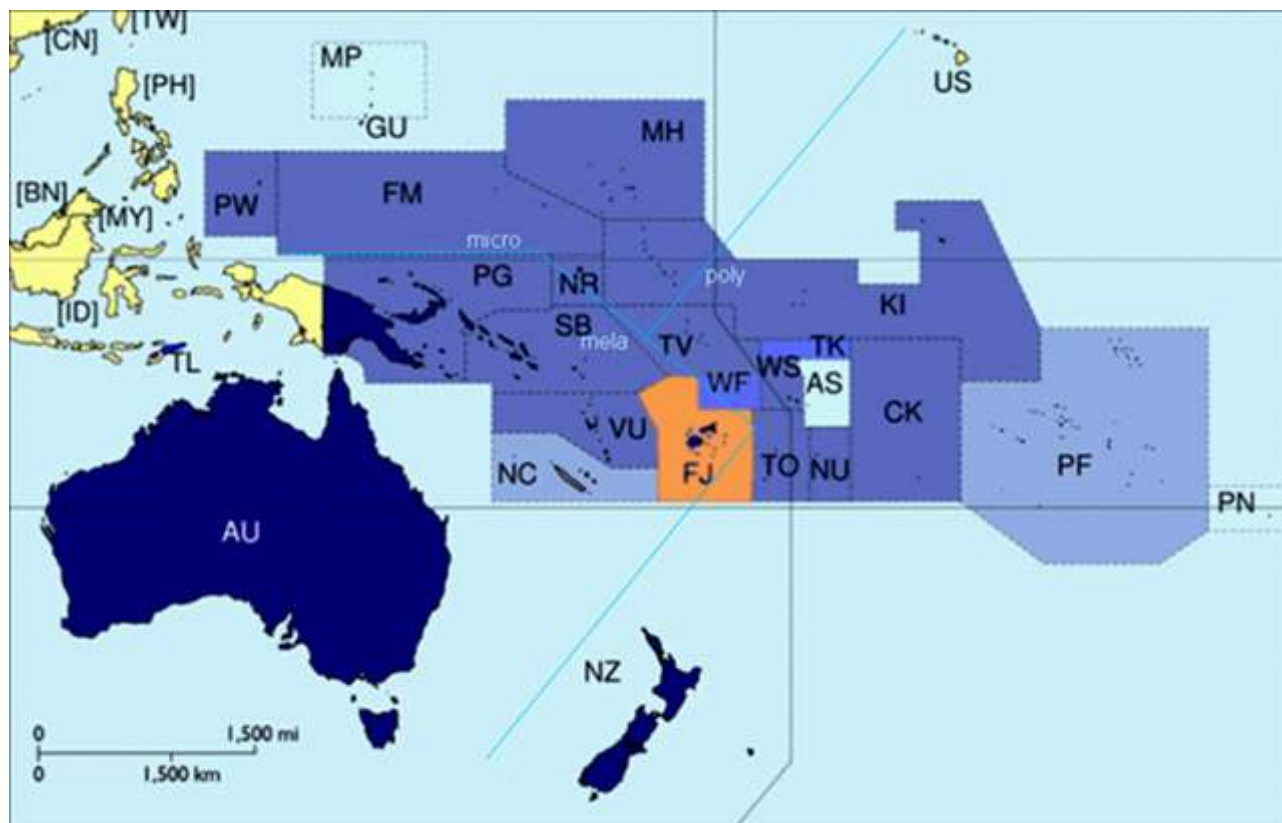 [TW]
[CN]
MP
US
[PH]
GU
MH
[BN]
PW
FM
[MY]
micro
PG
NR
poly
[ID]
KI
SB
mela
TV
TK
TL
WS
AS
WF
CK
VU
NC
FJ
TO
NU
PF
PN
AU
NZ
0 1,500 mi
0 1,500 km